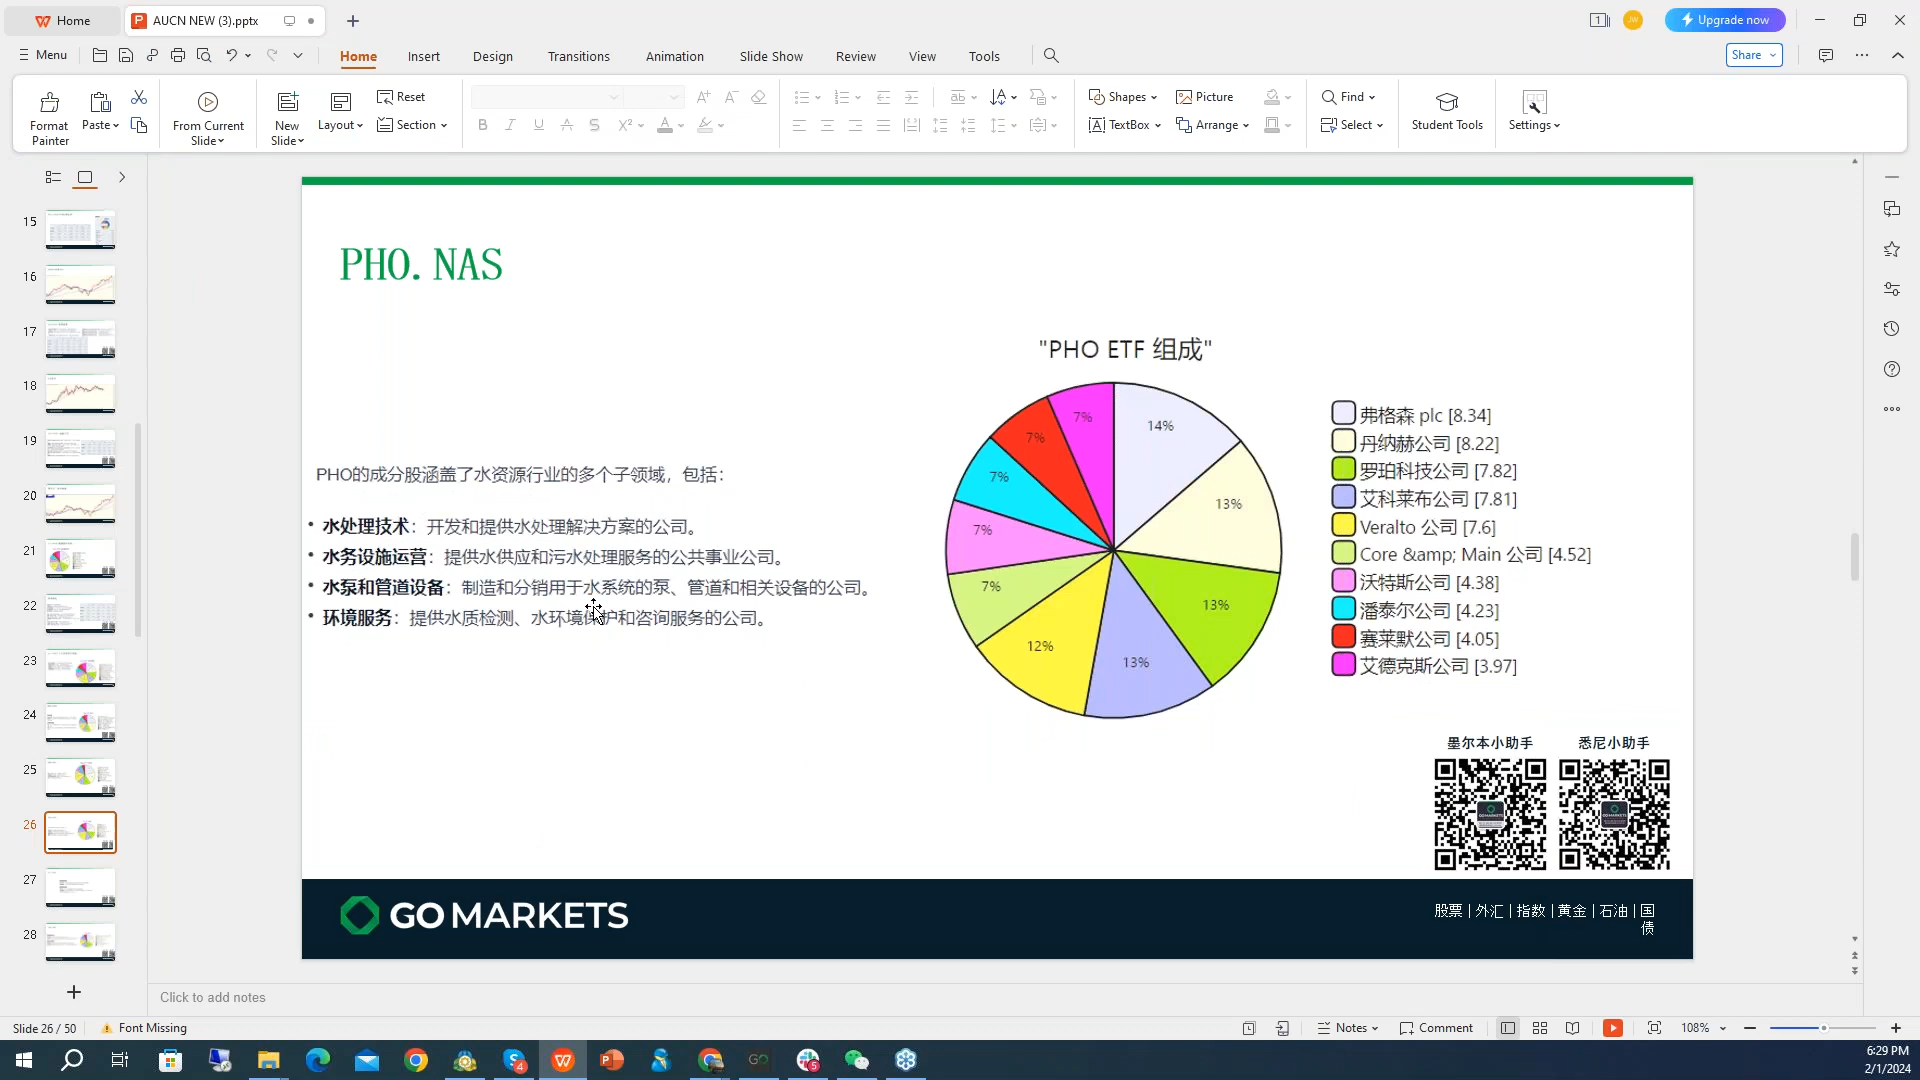 Home
AUCN NEW (3).pptx
Upgrade now
Menu
Home
Insert
Design
Transitions
Animation
Slide Show
Review
View
Tools
Share
Format Painter
Paste
From Current Slide
New Slide
Layout
Reset
Section
Shapes
Picture
TextBox
Arrange
Find
Select
Student Tools
Settings
15
16
17
18
19
20
21
22
23
24
25
26
27
28
PHO.NAS
"PHO ETF 组成"
PHO的成分股涵盖了水资源行业的多个子领域，包括：
• 水处理技术：开发和提供水处理解决方案的公司。
• 水务设施运营：提供水供应和污水处理服务的公共事业公司。
• 水泵和管道设备：制造和分销用于水系统的泵、管道和相关设备的公司。
• 环境服务：提供水质检测、水环境保护和咨询服务的公司。
14%
13%
13%
13%
12%
7%
7%
7%
7%
7%
弗格森 plc [8.34]
丹纳赫公司 [8.22]
罗珀科技公司 [7.82]
艾科莱布公司 [7.81]
Veralto 公司 [7.6]
Core &amp; Main 公司 [4.52]
沃特斯公司 [4.38]
潘泰尔公司 [4.23]
赛莱默公司 [4.05]
艾德克斯公司 [3.97]
墨尔本小助手
悉尼小助手
GO MARKETS
股票 | 外汇 | 指数 | 黄金 | 石油 | 国
债
Click to add notes
Slide 26 / 50
Font Missing
Notes
Comment
108%
6:29 PM
2/1/2024